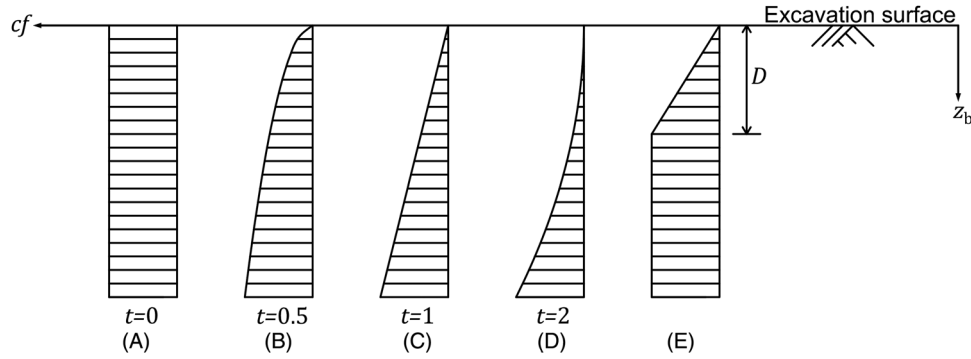 cf
Excavation surface
D
z_b
t=0
t=0.5
t=1
t=2
(A)
(B)
(C)
(D)
(E)